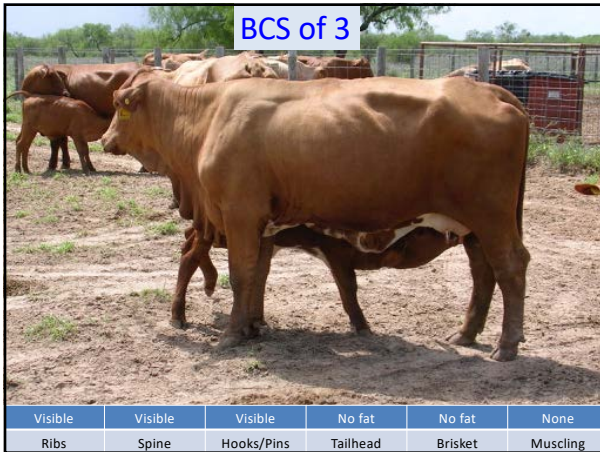 BCS of 3
Visible Visible Visible No fat No fat None
Ribs Spine Hooks/Pins Tailhead Brisket Muscling